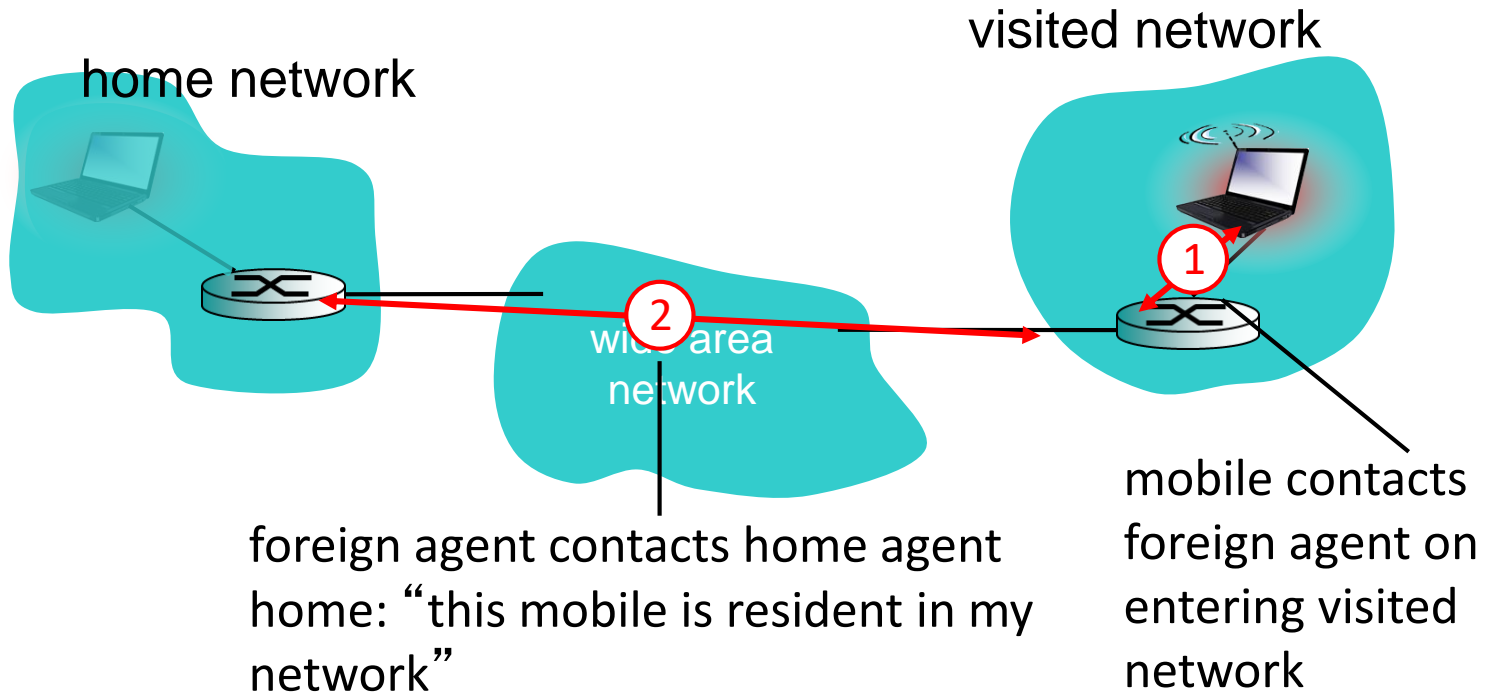 visited network
home network
1
2
wide area
network
mobile contacts
foreign agent on
entering visited
network
foreign agent contacts home agent
home: “this mobile is resident in my
network”